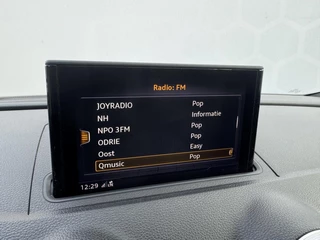 Radio: FM
JOYRADIO Pop
NH Informatie
NPO 3FM Pop
ODRIE Pop
Oost Easy
Qmusic Pop
12:29